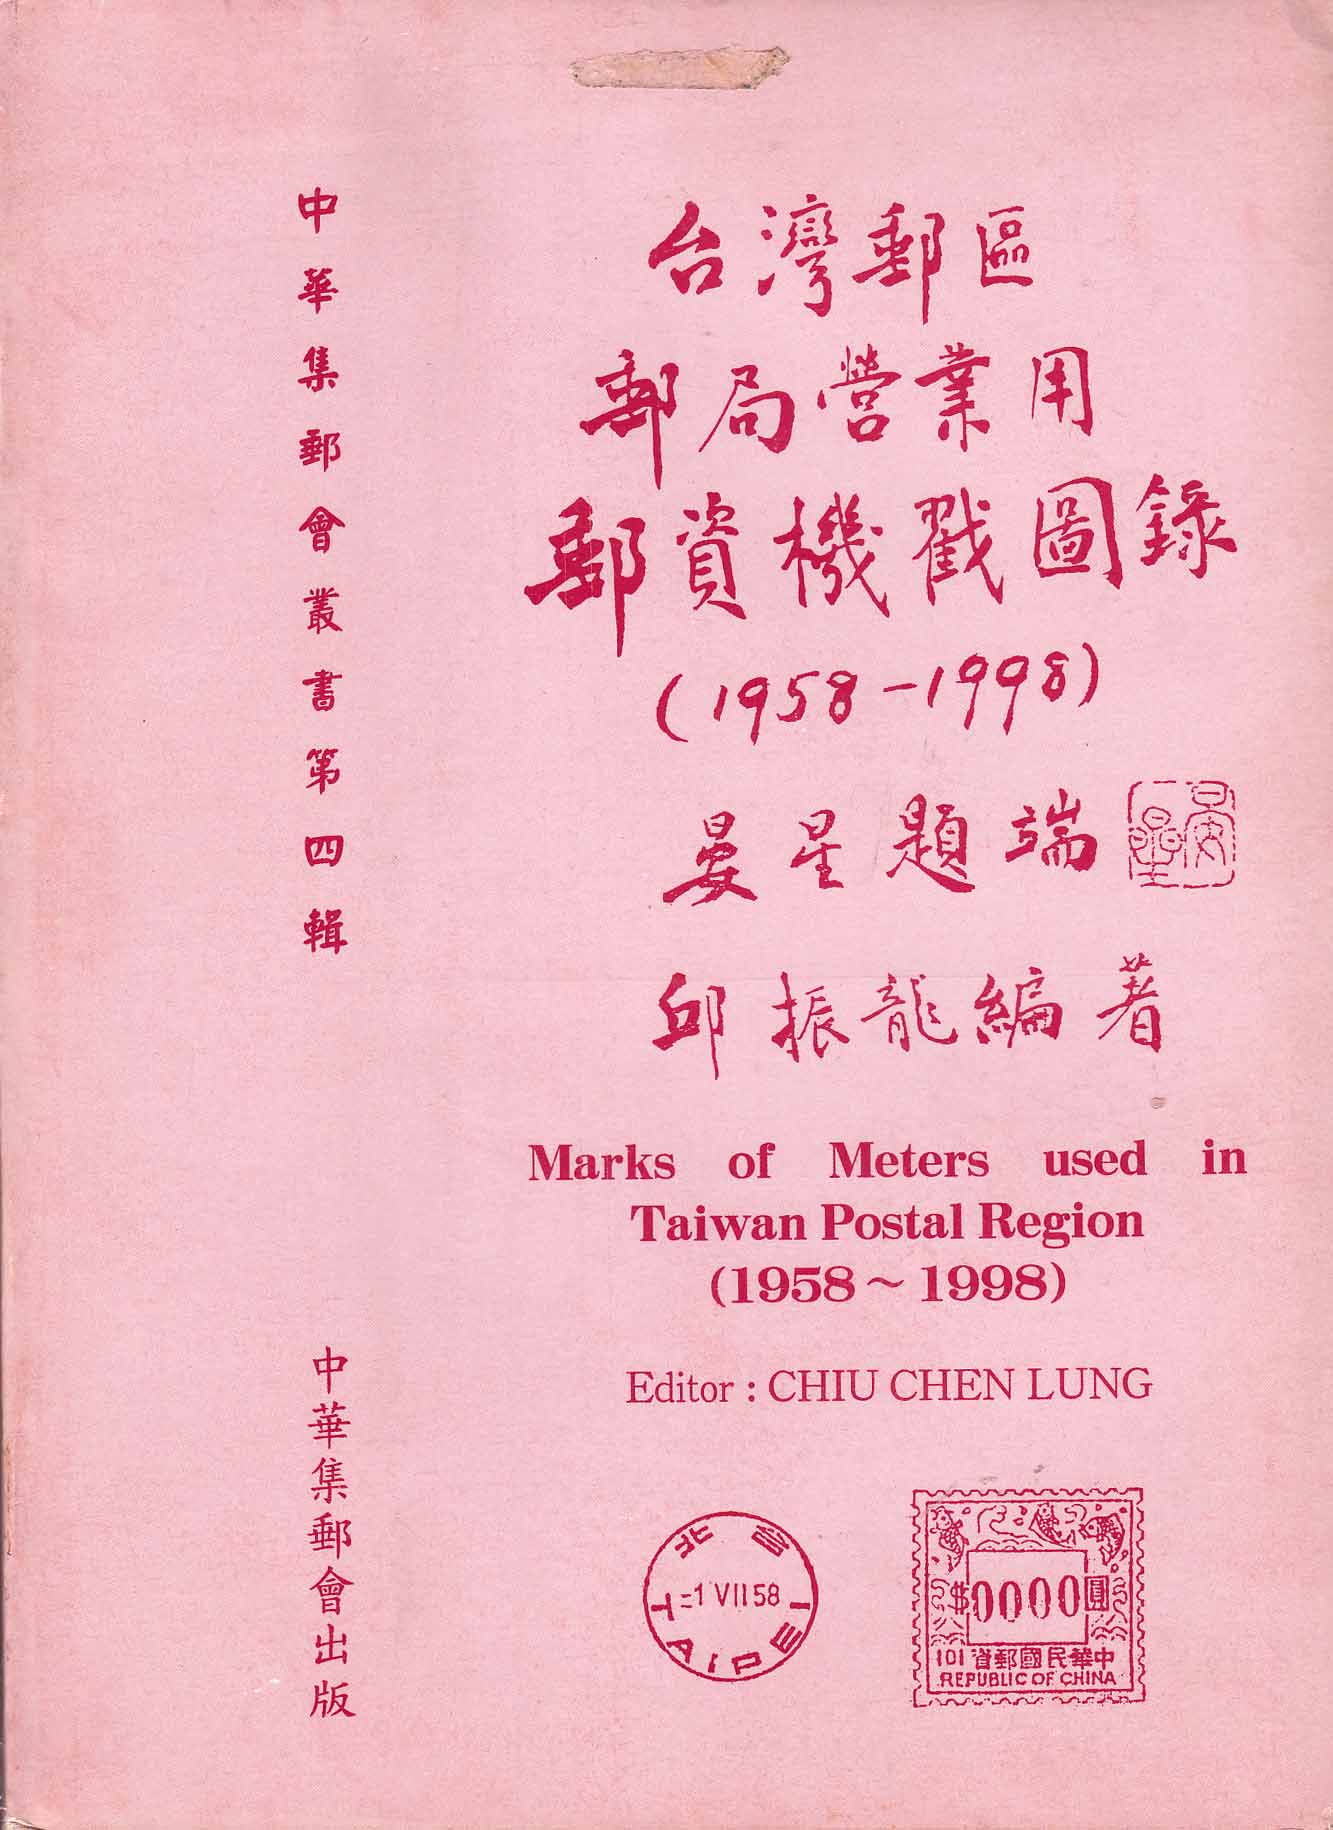 中華集郵會叢書第四輯
台灣郵區
郵局營業用
郵資機戳圖錄
(1958-1998)
晏星題端
晏星
邱振龍編著
Marks of Meters used in
Taiwan Postal Region
(1958～1998)
Editor : CHIU CHEN LUNG
中華集郵會出版
北台
=1 VII 58
TAIPEI
$0000圓
101 資郵國民華中
REPUBLIC OF CHINA